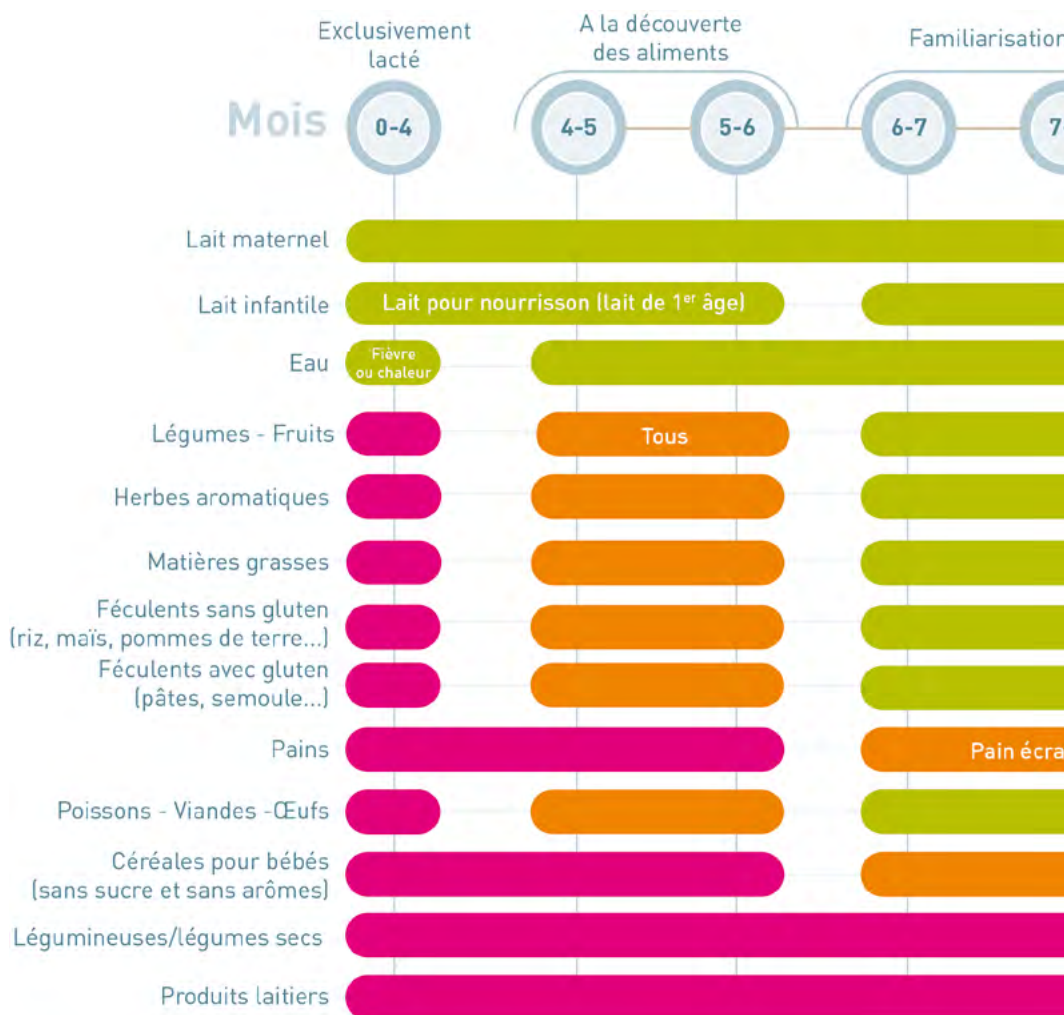 Exclusivement
lacté
A la découverte
des aliments
Familiarisation
Mois
0-4
4-5
5-6
6-7
7
Lait maternel
Lait infantile
Lait pour nourrisson (lait de 1er âge)
Eau
Fièvre
ou chaleur
Légumes - Fruits
Tous
Herbes aromatiques
Matières grasses
Féculents sans gluten
(riz, maïs, pommes de terre...)
Féculents avec gluten
(pâtes, semoule...)
Pains
Pain écra
Poissons - Viandes -Œufs
Céréales pour bébés
(sans sucre et sans arômes)
Légumineuses/légumes secs
Produits laitiers